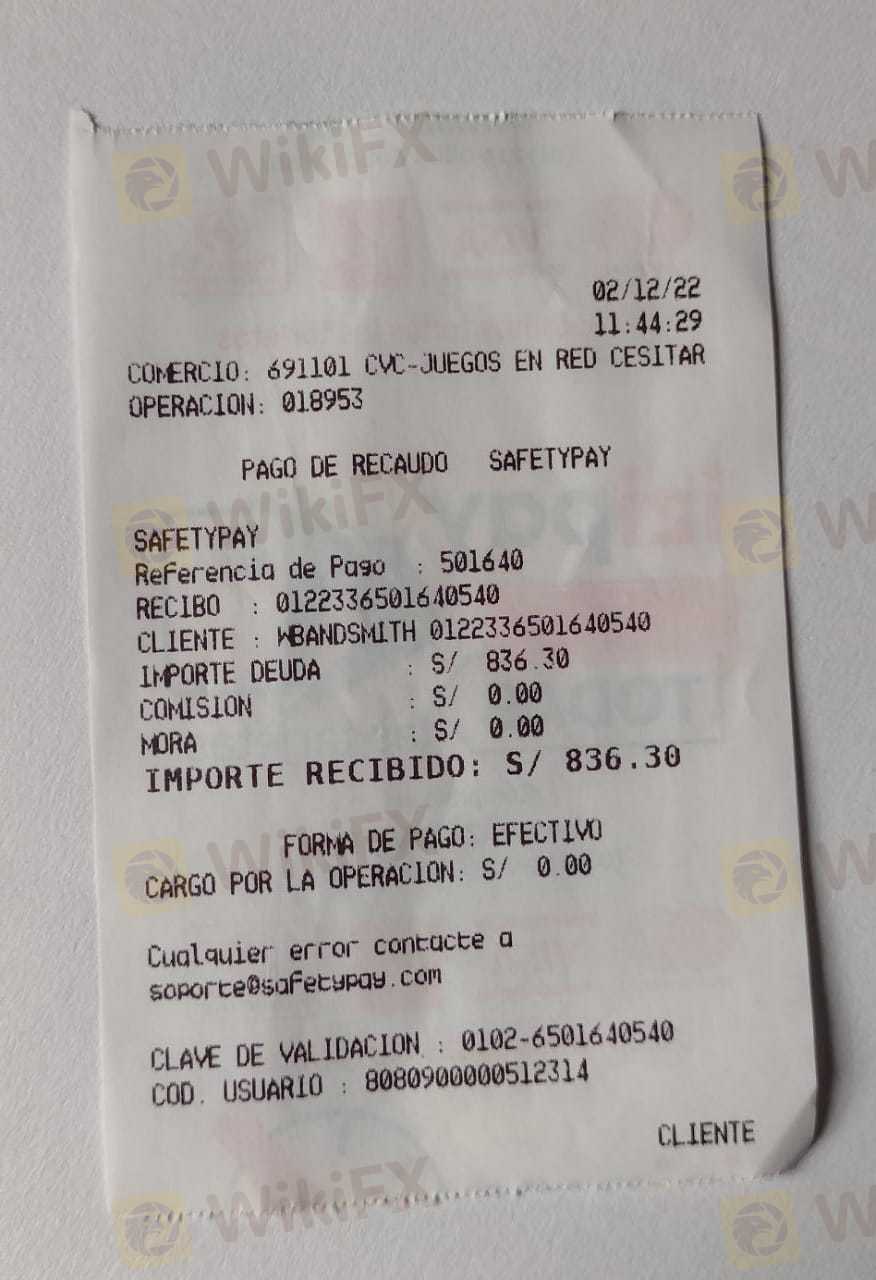 WikiFX
02/12/22
11:44:29
COMERCIO: 691101 CVC-JUEGOS EN RED CESITAR
OPERACION: 018953
PAGO DE RECAUDO SAFETYPAY
WikiFX
SAFETYPAY
Referencia de Pago : 501640
RECIBO : 0122336501640540
CLIENTE : WBANDSMITH 0122336501640540
IMPORTE DEUDA : S/ 836.30
COMISION : S/ 0.00
MORA : S/ 0.00
IMPORTE RECIBIDO: S/ 836.30
WikiFX
FORMA DE PAGO: EFECTIVO
CARGO POR LA OPERACION: S/ 0.00
Cualquier error contacte a
soporte@safetypay.com
CLAVE DE VALIDACION : 0102-6501640540
COD. USUARIO : 8080900000512314
CLIENTE
WikiFX